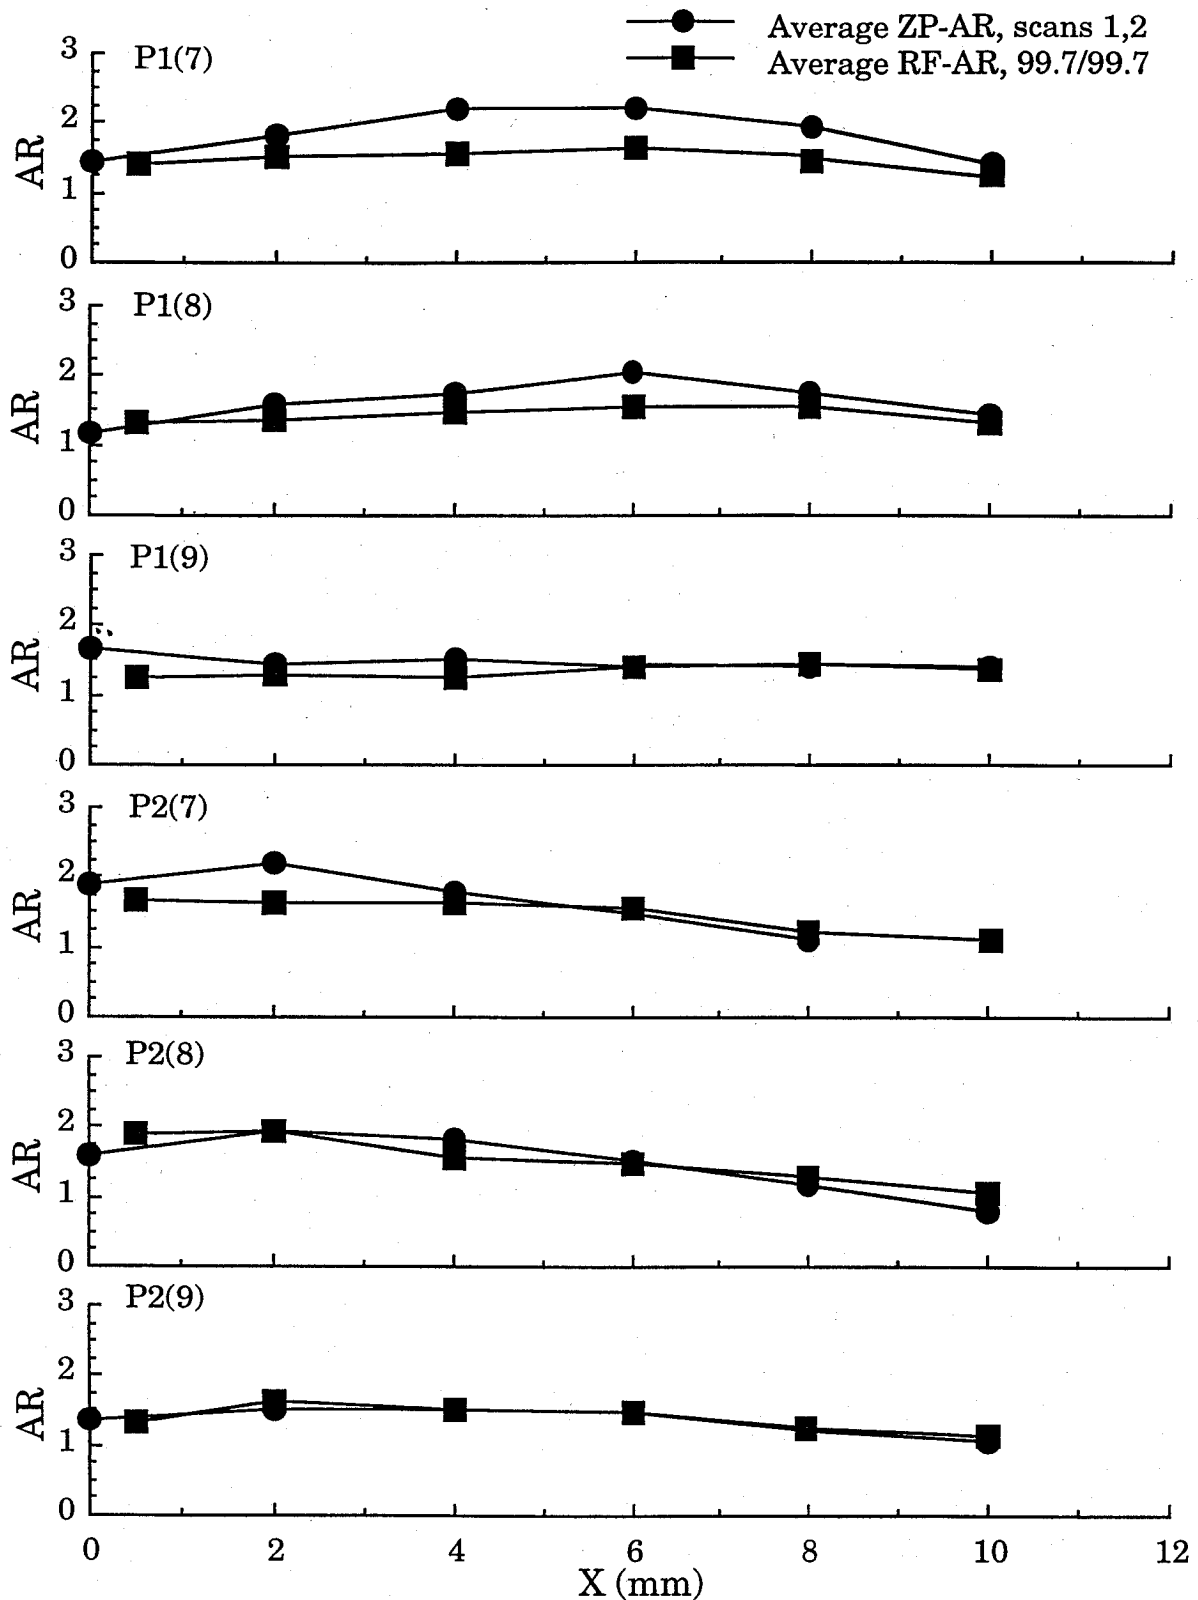 Average ZP-AR, scans 1,2
Average RF-AR, 99.7/99.7
P1(7)
3
2
1
0
AR
P1(8)
3
2
1
0
AR
P1(9)
3
2
1
0
AR
P2(7)
3
2
1
0
AR
P2(8)
3
2
1
0
AR
P2(9)
3
2
1
0
AR
0 2 4 6 8 10 12
X (mm)